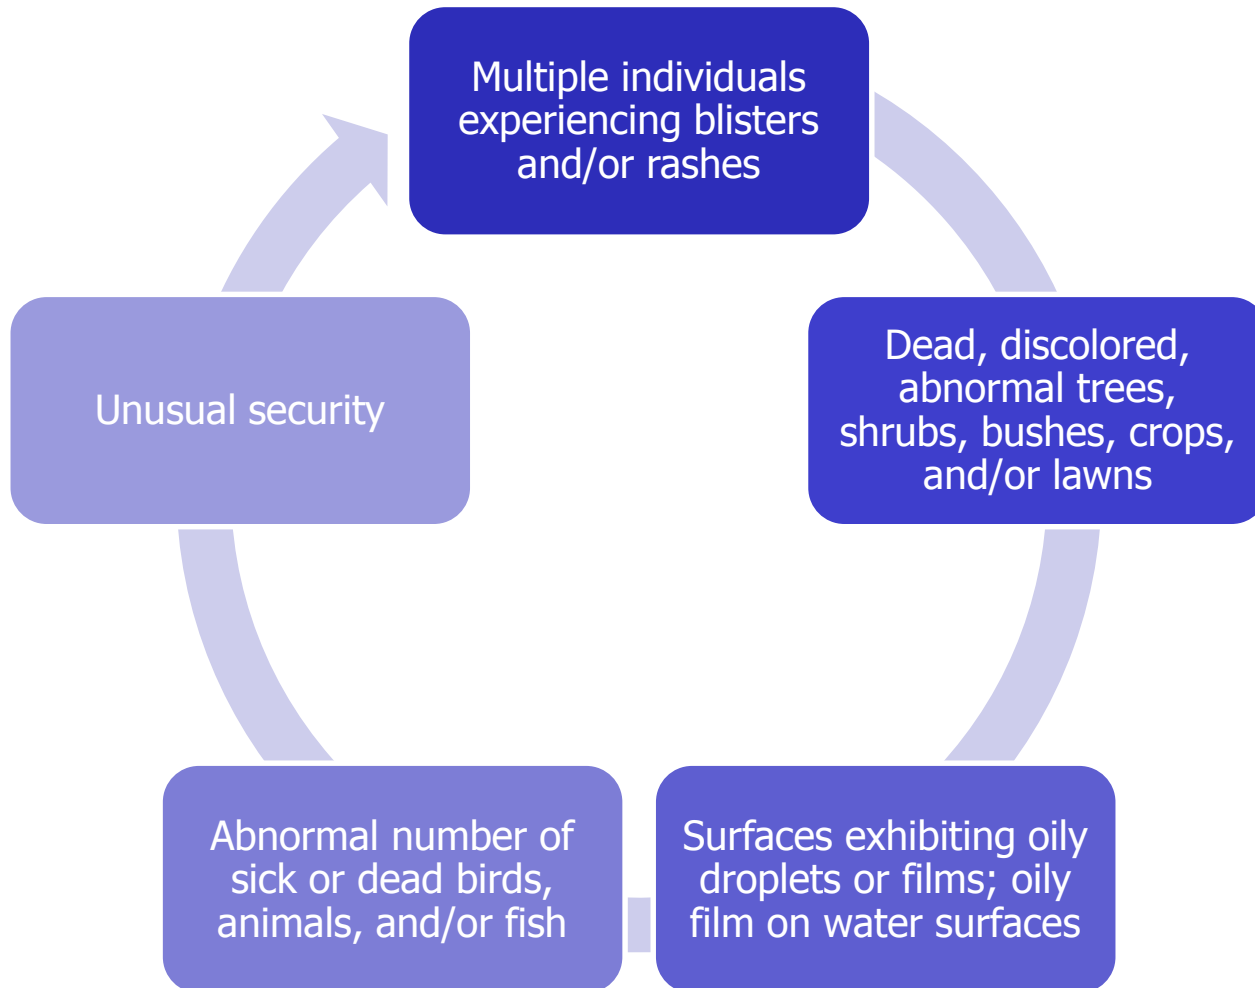 Multiple individuals
experiencing blisters
and/or rashes
Dead, discolored,
abnormal trees,
shrubs, bushes, crops,
and/or lawns
Surfaces exhibiting oily
droplets or films; oily
film on water surfaces
Abnormal number of
sick or dead birds,
animals, and/or fish
Unusual security